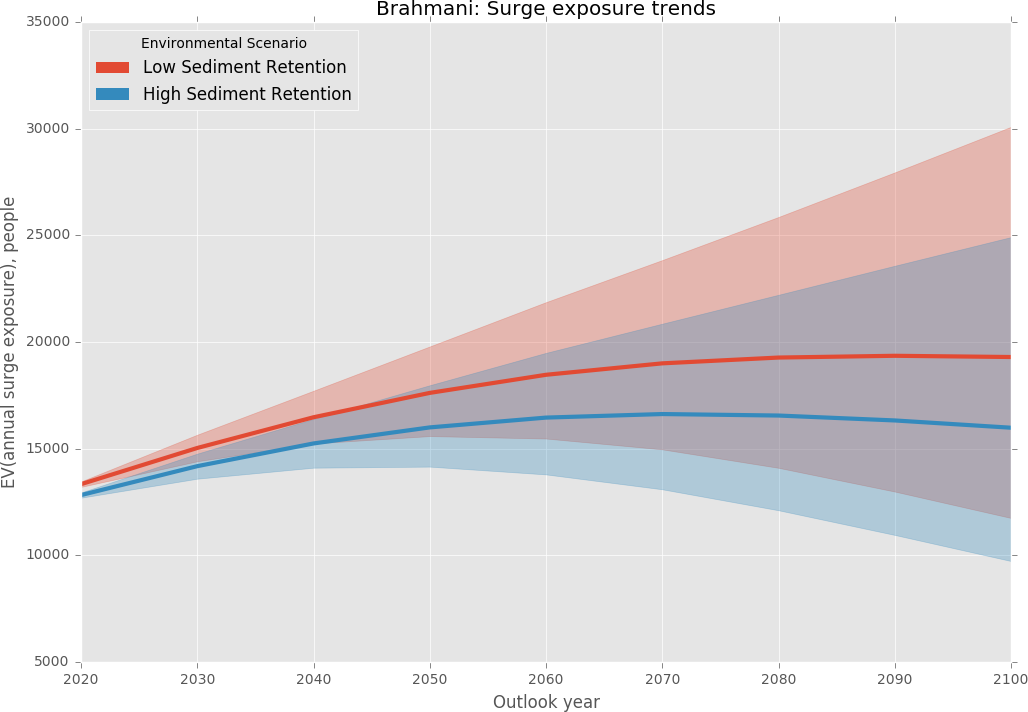 Brahmani: Surge exposure trends
35000
30000
25000
20000
15000
10000
5000
EV(annual surge exposure), people
Environmental Scenario
Low Sediment Retention
High Sediment Retention
2020 2030 2040 2050 2060 2070 2080 2090 2100
Outlook year